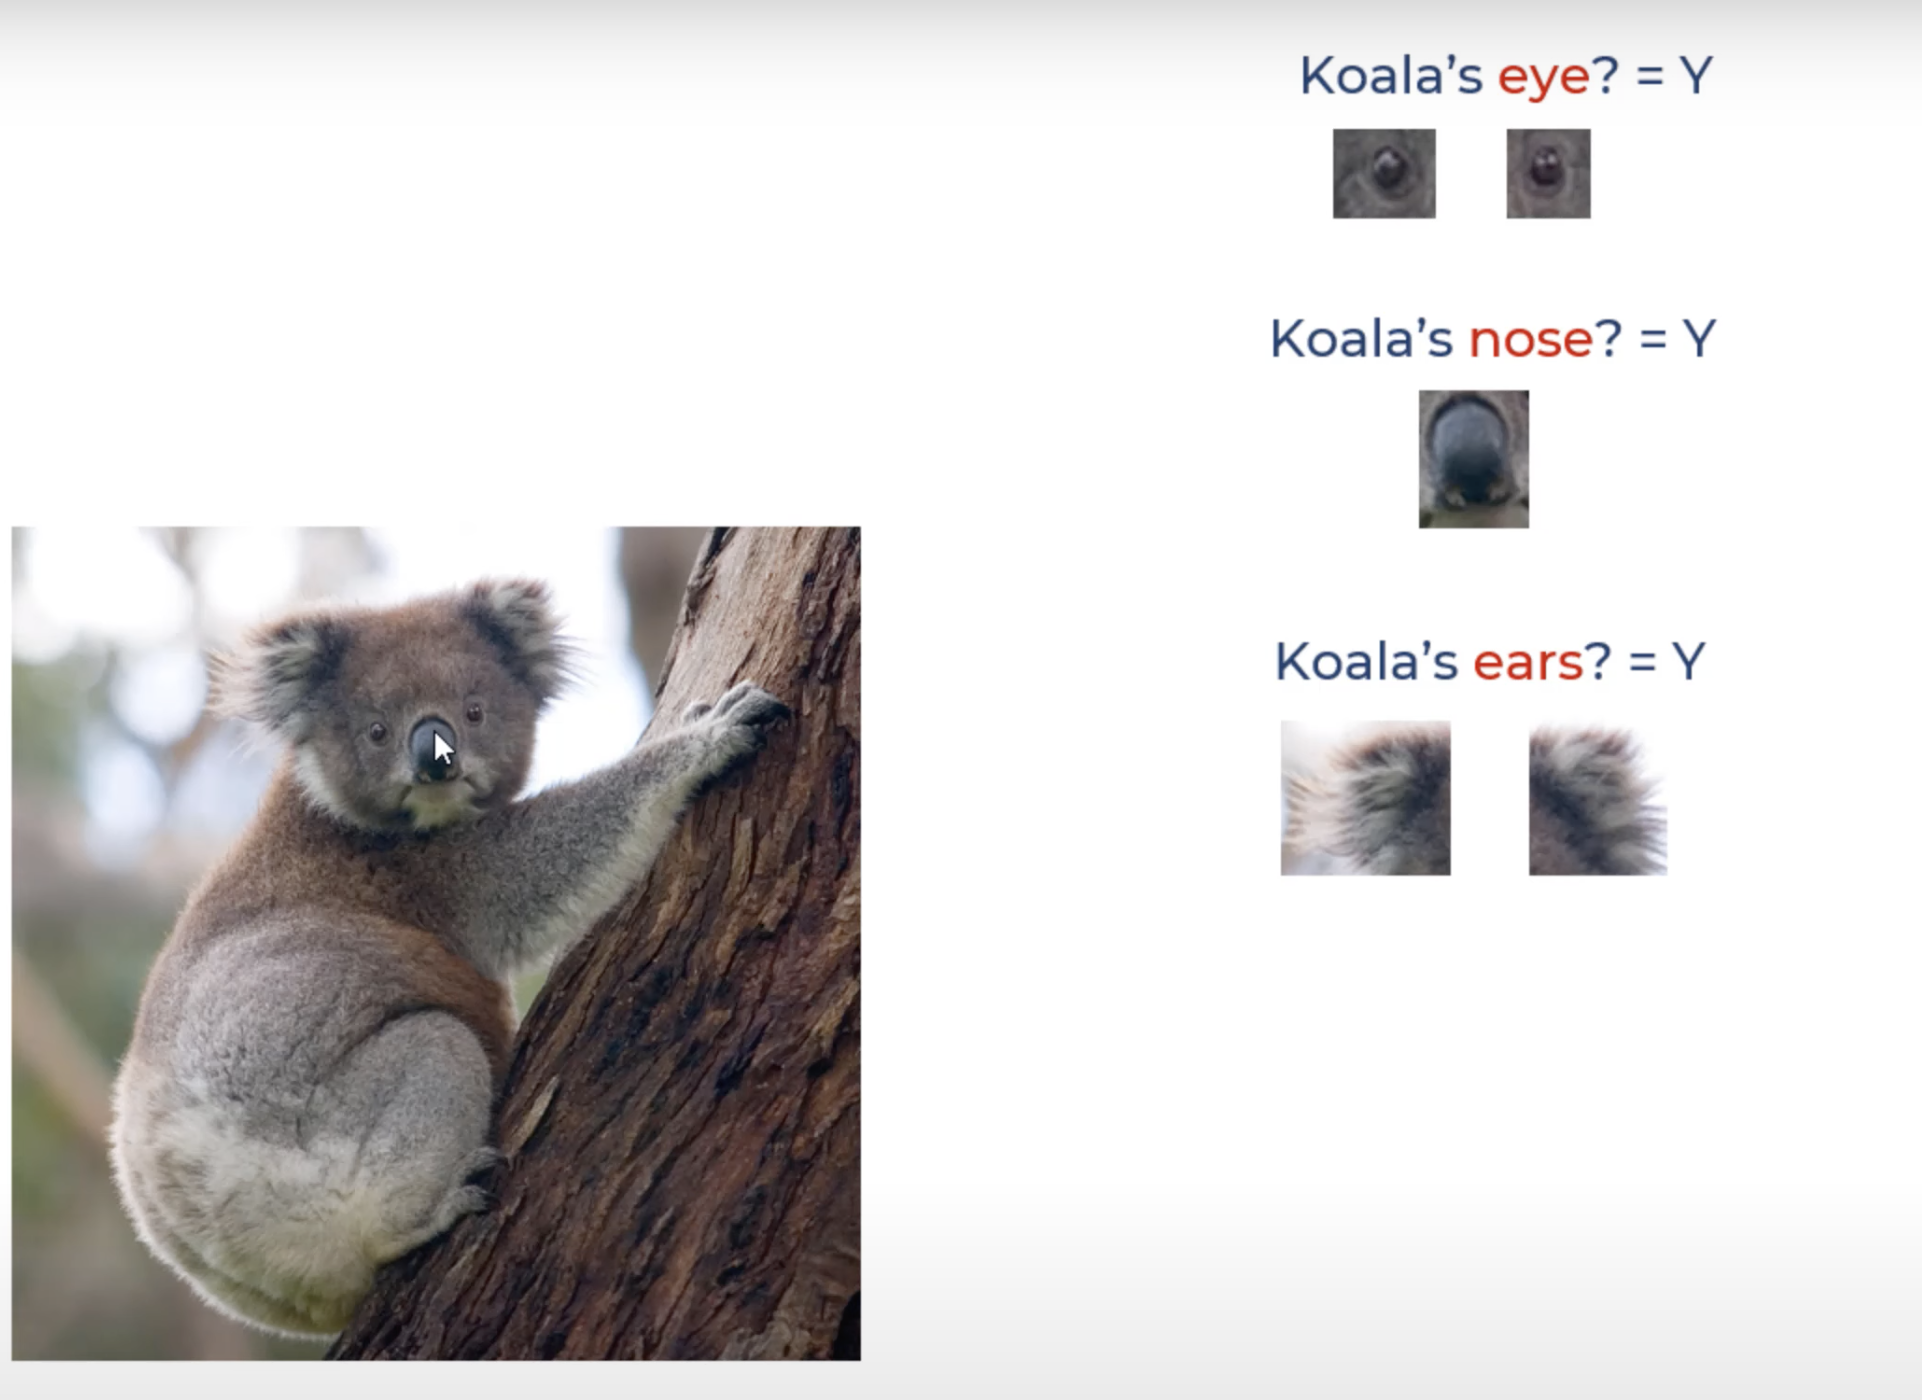 Koala’s eye? = Y
Koala’s nose? = Y
Koala’s ears? = Y